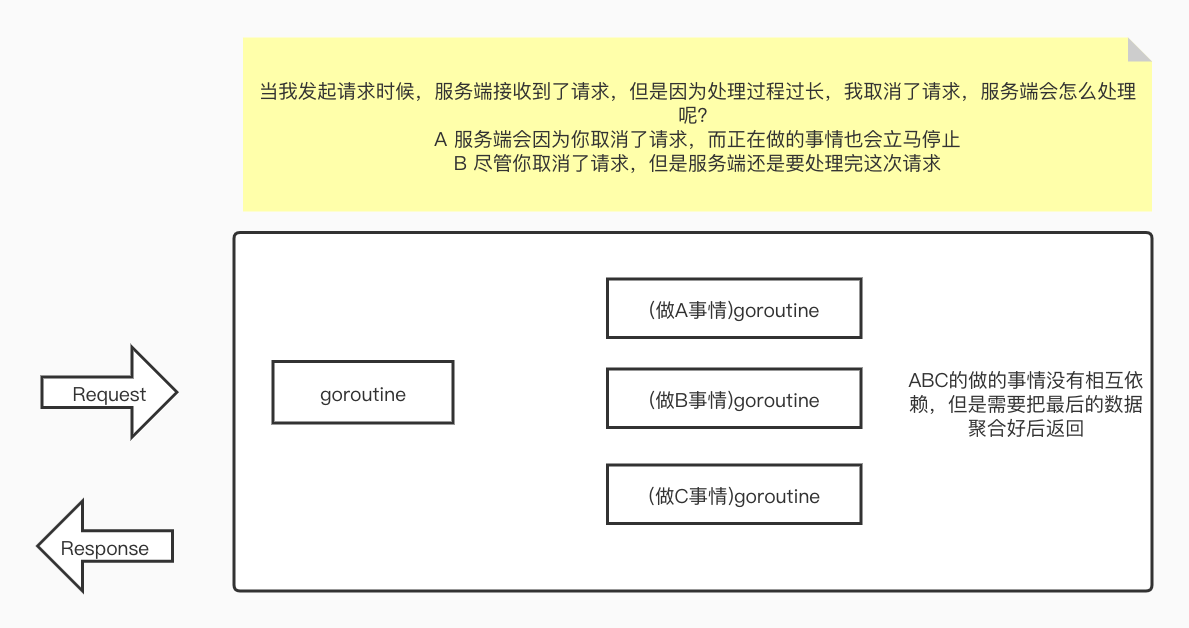 当我发起请求时候，服务端接收到了请求，但是因为处理过程过长，我取消了请求，服务端会怎么处理
呢?
A 服务端会因为你取消了请求，而正在做的事情也会立马停止
B 尽管你取消了请求，但是服务端还是要处理完这次请求
(做A事情)goroutine
Request
goroutine
(做B事情)goroutine
ABC的做的事情没有相互依
赖，但是需要把最后的数据
聚合好后返回
(做C事情)goroutine
Response